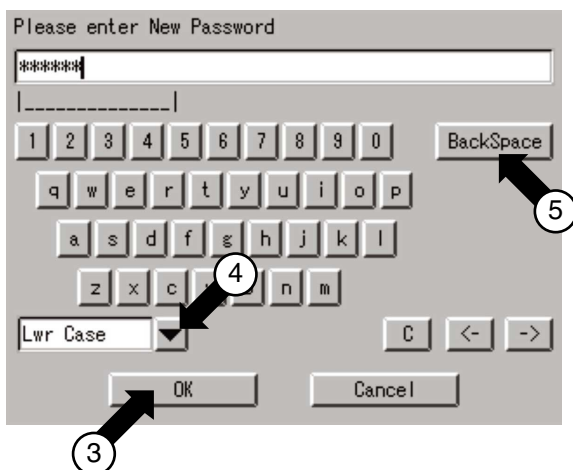 Please enter New Password
******
|______________|
1 2 3 4 5 6 7 8 9 0 BackSpace
q w e r t y u i o p
5
a s d f g h j k l
4
z x c n m
Lwr Case C <- ->
OK Cancel
3